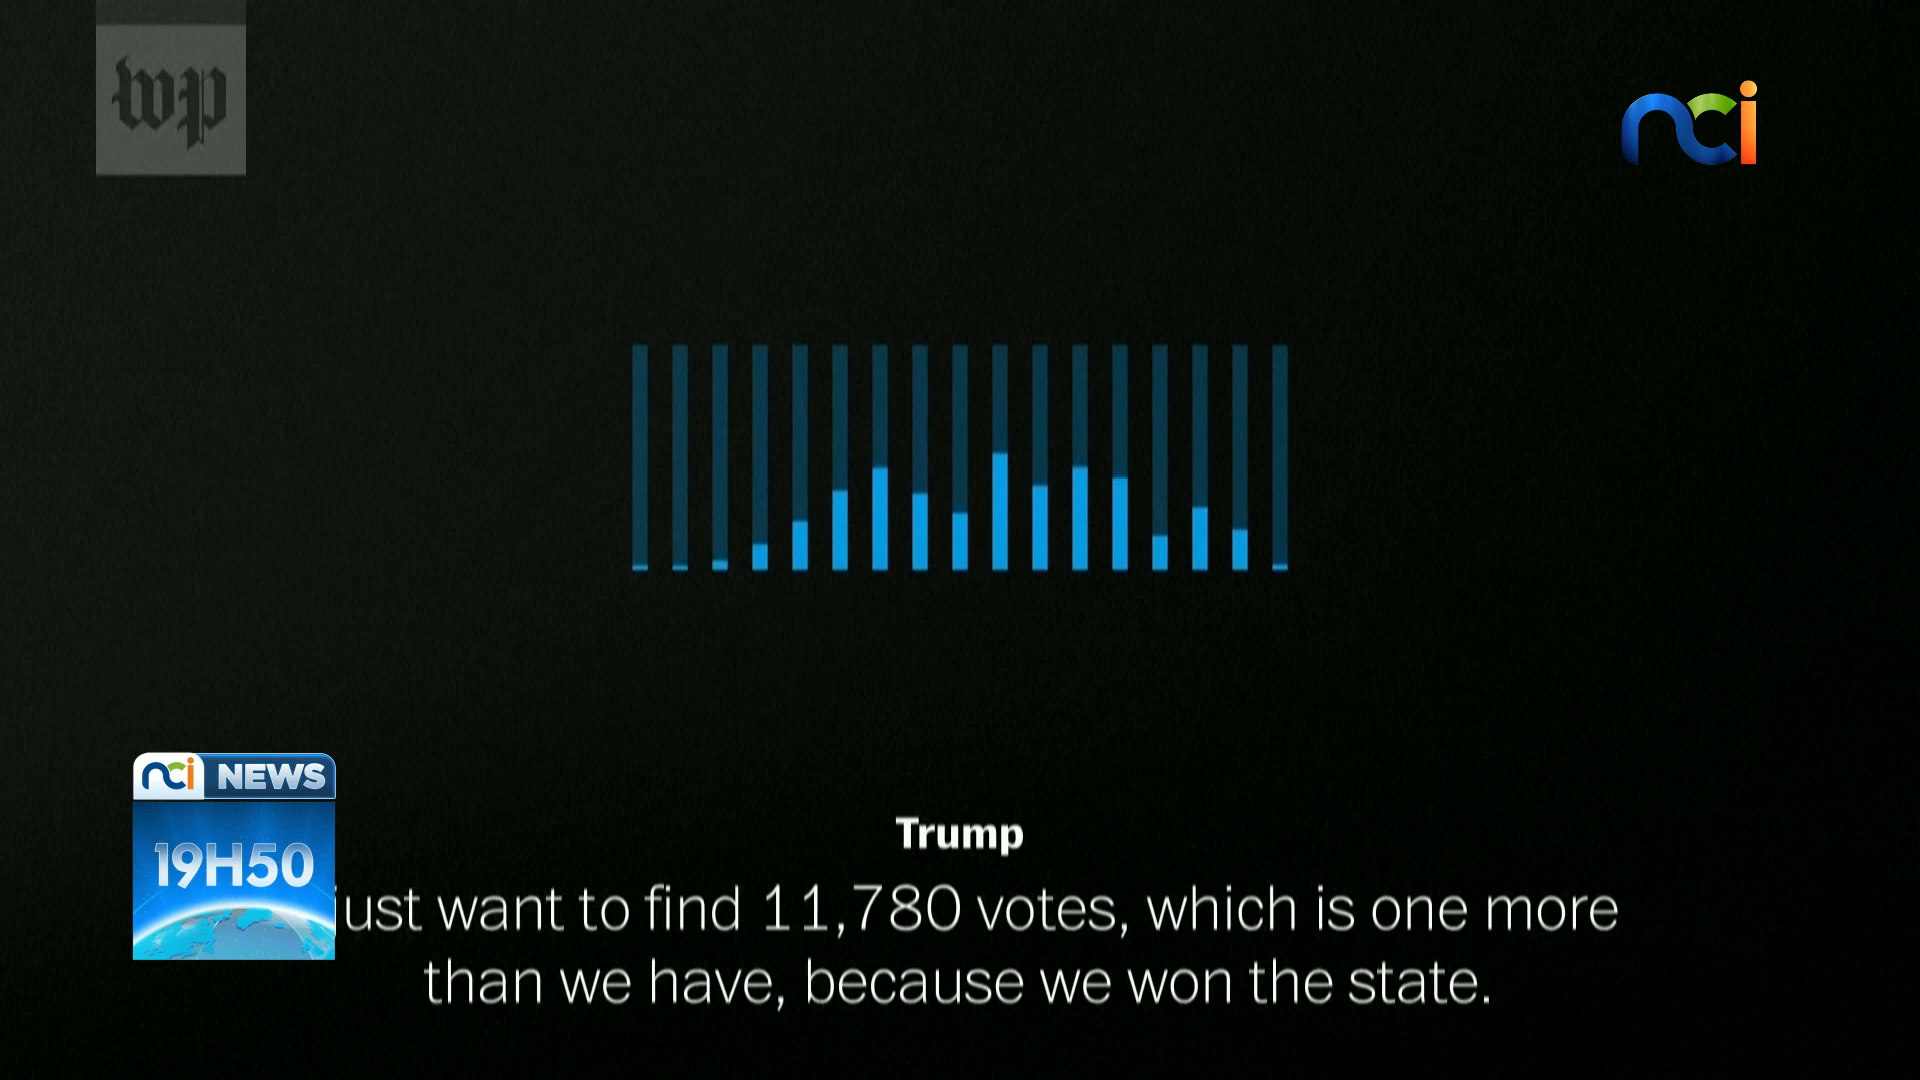 wp
nci
nci NEWS
19H50
Trump
just want to find 11,780 votes, which is one more
than we have, because we won the state.